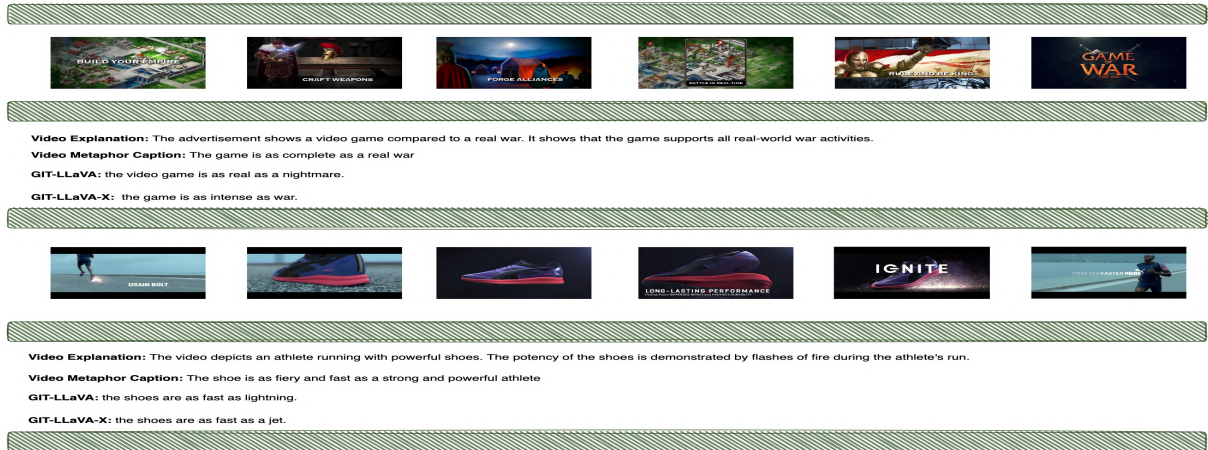 BUILD YOUR EMPIRE
CRAFT WEAPONS
FORGE ALLIANCES
BATTLE IN REAL TIME
RULE AND BE KING
GAME
OF
WAR
Video Explanation: The advertisement shows a video game compared to a real war. It shows that the game supports all real-world war activities.
Video Metaphor Caption: The game is as complete as a real war
GIT-LLaVA: the video game is as real as a nightmare.
GIT-LLaVA-X: the game is as intense as war.
USAIN BOLT
LONG-LASTING PERFORMANCE
IGNITE
FOREVERFASTER
Video Explanation: The video depicts an athlete running with powerful shoes. The potency of the shoes is demonstrated by flashes of fire during the athlete's run.
Video Metaphor Caption: The shoe is as fiery and fast as a strong and powerful athlete
GIT-LLaVA: the shoes are as fast as lightning.
GIT-LLaVA-X: the shoes are as fast as a jet.